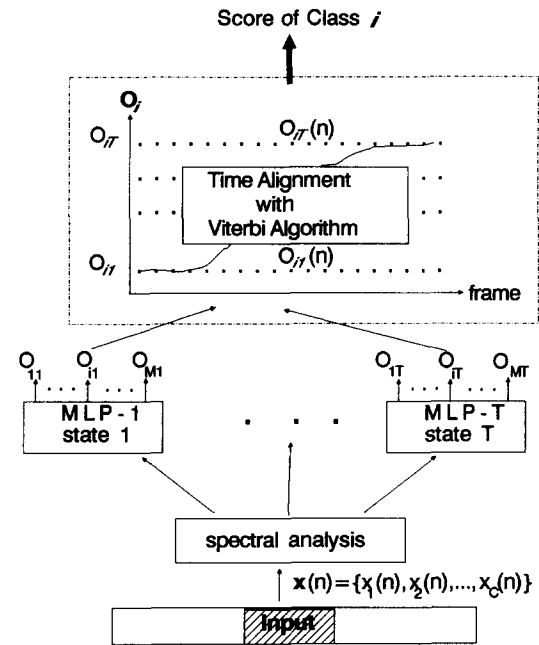 Score of Class i
O_i
O_iT
O_iT(n)
Time Alignment
with
Viterbi Algorithm
O_i1
O_i1(n)
frame
O_11 O_i1 O_M1
O_1T O_iT O_MT
MLP-1
state 1
MLP-T
state T
spectral analysis
x(n)={x_1(n),x_2(n),...,x_C(n)}
Input